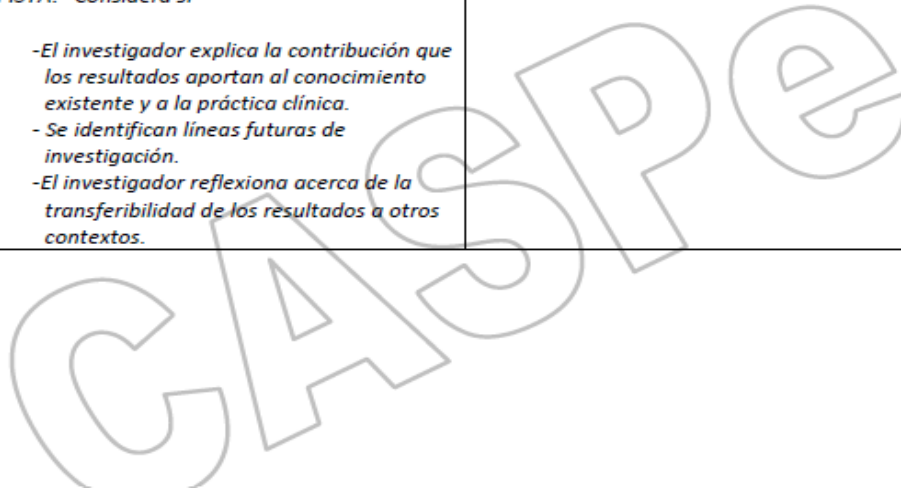 Considera si
-El investigador explica la contribución que
los resultados aportan al conocimiento
existente y a la práctica clínica.
- Se identifican líneas futuras de
investigación.
-El investigador reflexiona acerca de la
transferibilidad de los resultados a otros
contextos.
CASPe